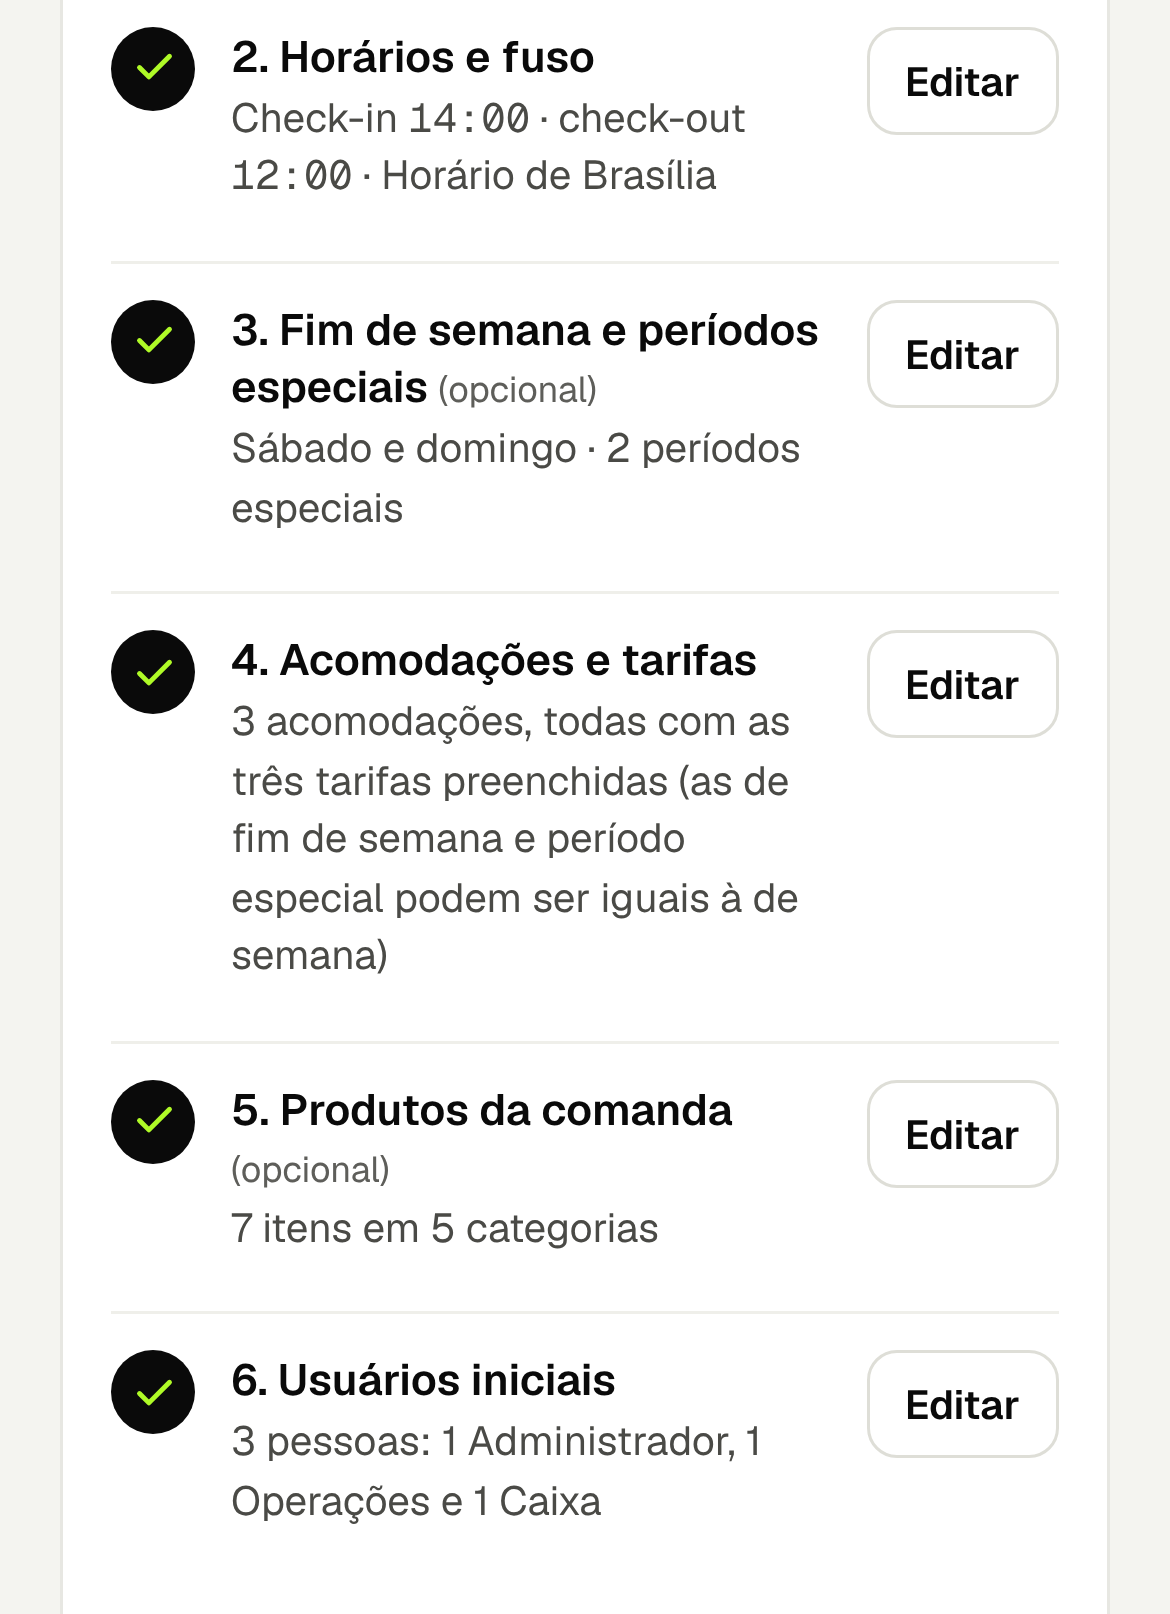 2. Horários e fuso
Editar
Check-in 14:00 · check-out
12:00 · Horário de Brasília
3. Fim de semana e períodos
especiais (opcional)
Editar
Sábado e domingo · 2 períodos
especiais
4. Acomodações e tarifas
Editar
3 acomodações, todas com as
três tarifas preenchidas (as de
fim de semana e período
especial podem ser iguais à de
semana)
5. Produtos da comanda
(opcional)
Editar
7 itens em 5 categorias
6. Usuários iniciais
Editar
3 pessoas: 1 Administrador, 1
Operações e 1 Caixa